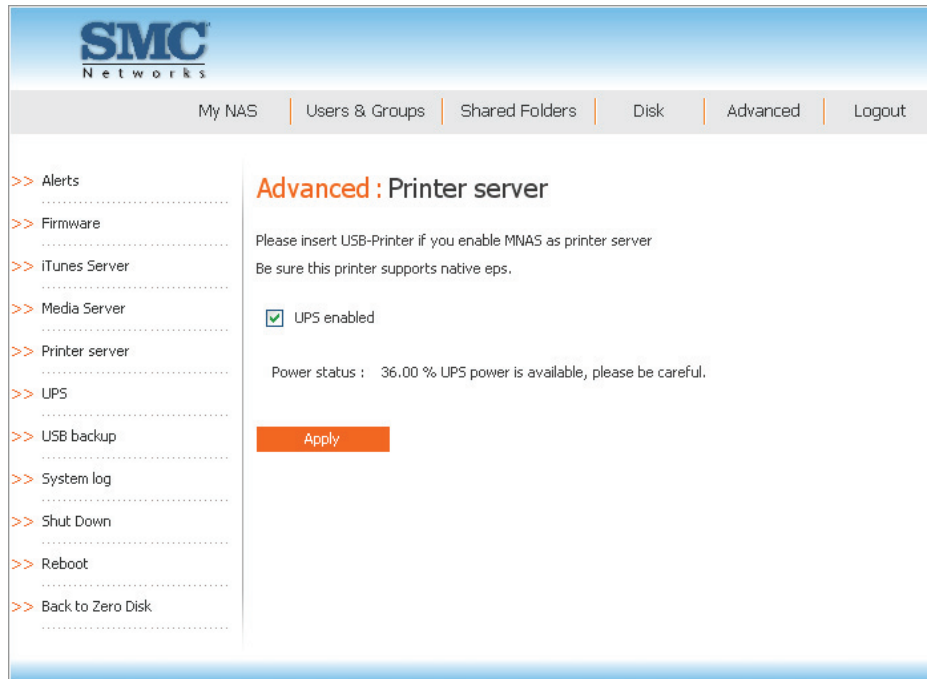 SMC
Networks
My NAS Users & Groups Shared Folders Disk Advanced Logout
>> Alerts
>> Firmware
>> iTunes Server
>> Media Server
>> Printer server
>> UPS
>> USB backup
>> System log
>> Shut Down
>> Reboot
>> Back to Zero Disk
Advanced : Printer server
Please insert USB-Printer if you enable MNAS as printer server
Be sure this printer supports native eps.
UPS enabled
Power status : 36.00 % UPS power is available, please be careful.
Apply